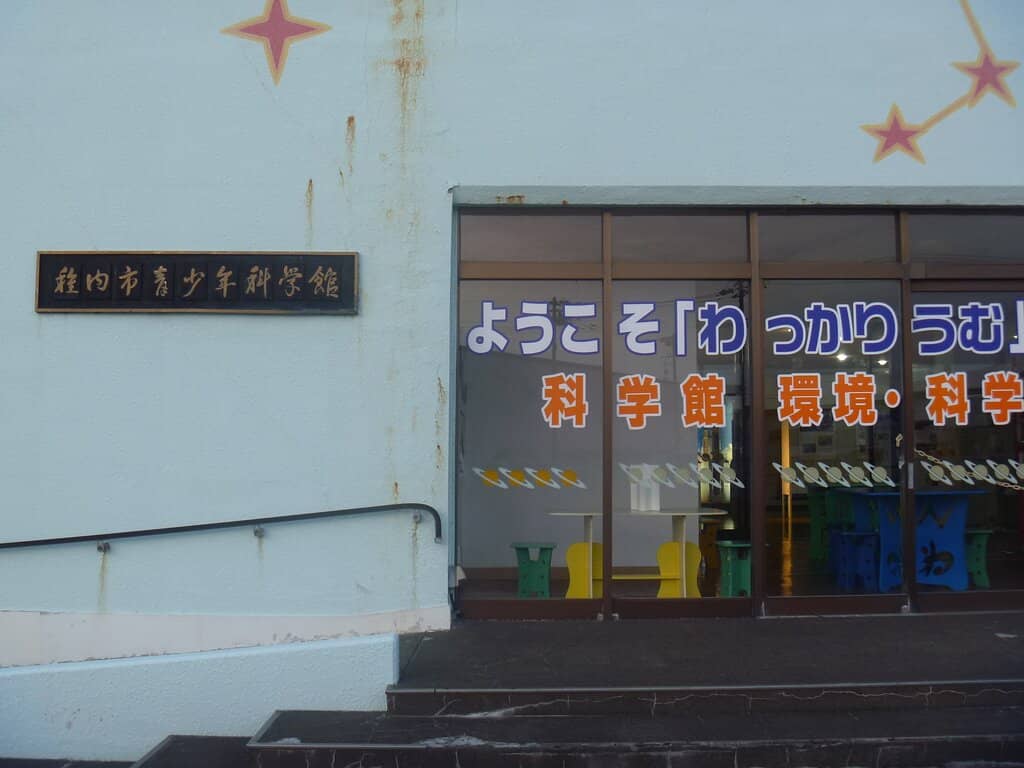 稚内市青少年科学館
ようこそ「わっかりうむ」
科学館 環境・科学
わ